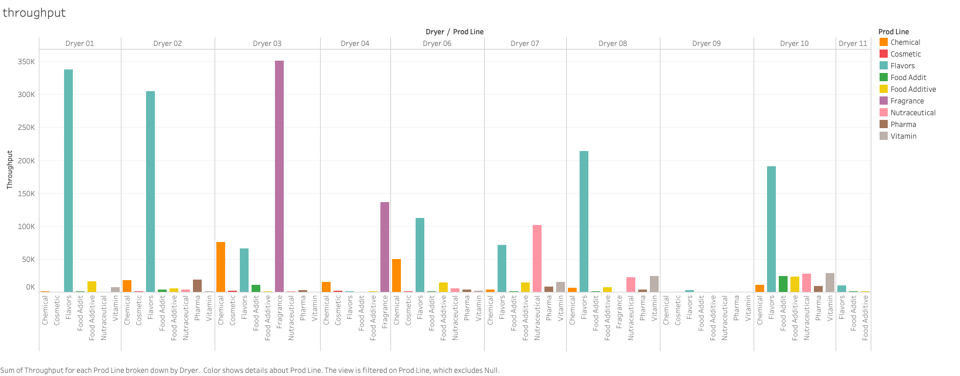 throughput
Dryer / Prod Line
Dryer 01 Dryer 02 Dryer 03 Dryer 04 Dryer 06 Dryer 07 Dryer 08 Dryer 09 Dryer 10 Dryer 11
350K
300K
250K
200K
150K
100K
50K
0K
Throughput
Chemical Cosmetic Flavors Food Addit Food Additive Nutraceutical Vitamin
Chemical Cosmetic Flavors Food Addit Food Additive Nutraceutical Pharma Vitamin
Chemical Cosmetic Flavors Food Addit Food Additive Fragrance Nutraceutical Pharma Vitamin
Chemical Cosmetic Flavors Food Addit Food Additive Fragrance
Chemical Cosmetic Flavors Food Addit Food Additive Nutraceutical Pharma Vitamin
Chemical Flavors Food Addit Food Additive Nutraceutical Pharma Vitamin
Chemical Flavors Food Addit Food Additive Fragrance Nutraceutical Pharma Vitamin
Chemical Cosmetic Flavors Food Addit Food Additive Nutraceutical Pharma Vitamin
Chemical Flavors Food Addit Food Additive Nutraceutical Pharma Vitamin
Flavors Food Addit Food Additive
Prod Line
Chemical
Cosmetic
Flavors
Food Addit
Food Additive
Fragrance
Nutraceutical
Pharma
Vitamin
Sum of Throughput for each Prod Line broken down by Dryer. Color shows details about Prod Line. The view is filtered on Prod Line, which excludes Null.